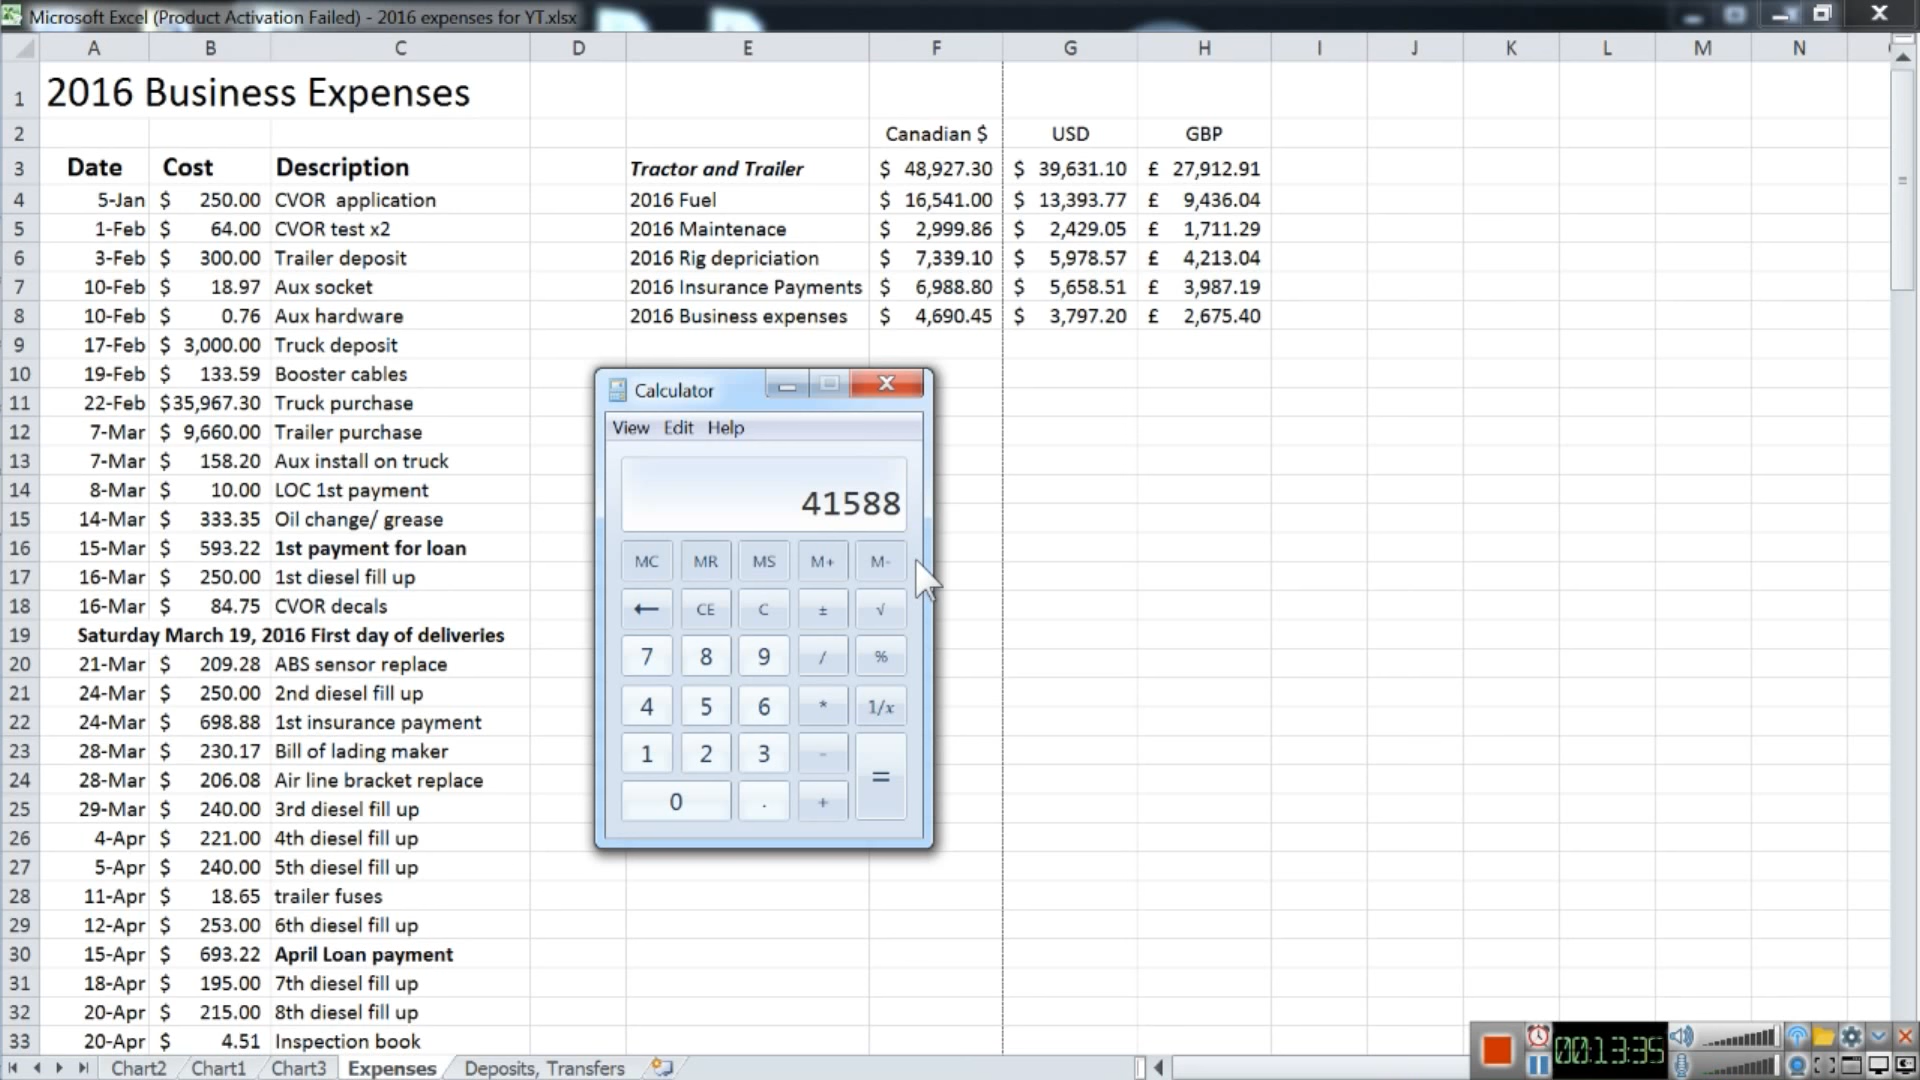 Microsoft Excel (Product Activation Failed) - 2016 expenses for YT.xlsx
A B C D E F G H I J K L M N
1 2016 Business Expenses
2 Canadian $ USD GBP
3 Date Cost Description Tractor and Trailer $ 48,927.30 $ 39,631.10 £ 27,912.91
4 5-Jan $ 250.00 CVOR application 2016 Fuel $ 16,541.00 $ 13,393.77 £ 9,436.04
5 1-Feb $ 64.00 CVOR test x2 2016 Maintenace $ 2,999.86 $ 2,429.05 £ 1,711.29
6 3-Feb $ 300.00 Trailer deposit 2016 Rig depriciation $ 7,339.10 $ 5,978.57 £ 4,213.04
7 10-Feb $ 18.97 Aux socket 2016 Insurance Payments $ 6,988.80 $ 5,658.51 £ 3,987.19
8 10-Feb $ 0.76 Aux hardware 2016 Business expenses $ 4,690.45 $ 3,797.20 £ 2,675.40
9 17-Feb $ 3,000.00 Truck deposit
10 19-Feb $ 133.59 Booster cables
11 22-Feb $35,967.30 Truck purchase
12 7-Mar $ 9,660.00 Trailer purchase
13 7-Mar $ 158.20 Aux install on truck
14 8-Mar $ 10.00 LOC 1st payment
15 14-Mar $ 333.35 Oil change/ grease
16 15-Mar $ 593.22 1st payment for loan
17 16-Mar $ 250.00 1st diesel fill up
18 16-Mar $ 84.75 CVOR decals
19 Saturday March 19, 2016 First day of deliveries
20 21-Mar $ 209.28 ABS sensor replace
21 24-Mar $ 250.00 2nd diesel fill up
22 24-Mar $ 698.88 1st insurance payment
23 28-Mar $ 230.17 Bill of lading maker
24 28-Mar $ 206.08 Air line bracket replace
25 29-Mar $ 240.00 3rd diesel fill up
26 4-Apr $ 221.00 4th diesel fill up
27 5-Apr $ 240.00 5th diesel fill up
28 11-Apr $ 18.65 trailer fuses
29 12-Apr $ 253.00 6th diesel fill up
30 15-Apr $ 693.22 April Loan payment
31 18-Apr $ 195.00 7th diesel fill up
32 20-Apr $ 215.00 8th diesel fill up
33 20-Apr $ 4.51 Inspection book
Calculator
View Edit Help
41588
MC MR MS M+ M-
← CE C ± √
7 8 9 / %
4 5 6 * 1/x
1 2 3 - =
0 . +
Chart2 Chart1 Chart3 Expenses Deposits, Transfers
00:13:35